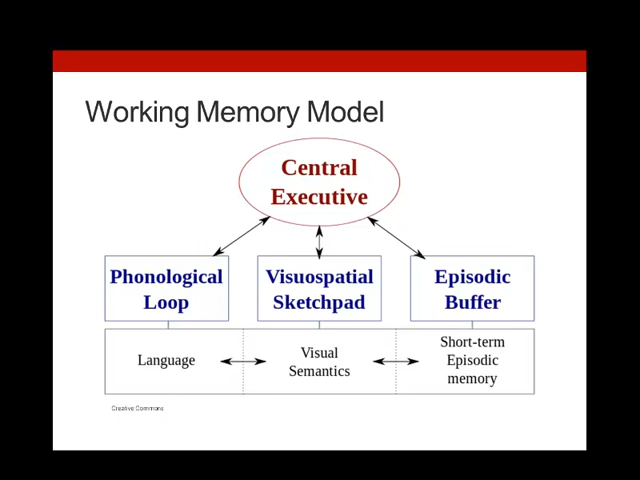 Working Memory Model
Central
Executive
Phonological
Loop
Visuospatial
Sketchpad
Episodic
Buffer
Language
Visual
Semantics
Short-term
Episodic
memory
Creative Commons